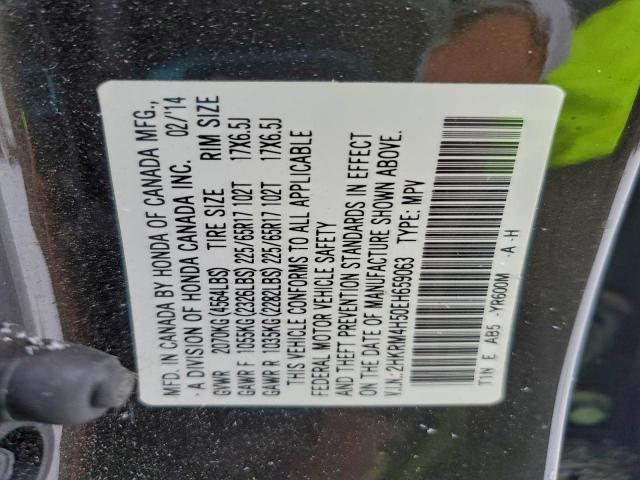 MFD. IN CANADA BY HONDA OF CANADA MFG.,
A DIVISION OF HONDA CANADA INC. 02/'14
GVWR 2070KG(4564LBS) TIRE SIZE RIM SIZE
GAWR F 1055KG(2326LBS) 225/65R17 102T 17X6.5J
GAWR R 1035KG(2282LBS) 225/65R17 102T 17X6.5J
THIS VEHICLE CONFORMS TO ALL APPLICABLE
FEDERAL MOTOR VEHICLE SAFETY
AND THEFT PREVENTION STANDARDS IN EFFECT
ON THE DATE OF MANUFACTURE SHOWN ABOVE.
V.I.N.:2HKRM4H50EH659063 TYPE: MPV
T1N E AB5 -YR600M -A -H